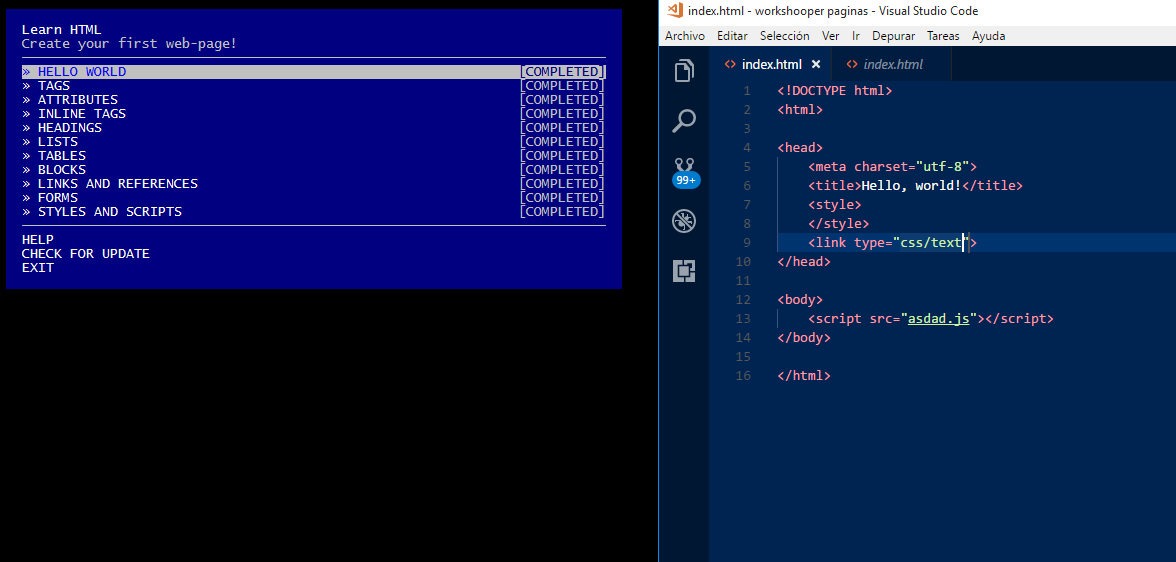 Learn HTML
Create your first web-page!
» HELLO WORLD [COMPLETED]
» TAGS [COMPLETED]
» ATTRIBUTES [COMPLETED]
» INLINE TAGS [COMPLETED]
» HEADINGS [COMPLETED]
» LISTS [COMPLETED]
» TABLES [COMPLETED]
» BLOCKS [COMPLETED]
» LINKS AND REFERENCES [COMPLETED]
» FORMS [COMPLETED]
» STYLES AND SCRIPTS [COMPLETED]
HELP
CHECK FOR UPDATE
EXIT
index.html - workshooper paginas - Visual Studio Code
Archivo Editar Selección Ver Ir Depurar Tareas Ayuda
<> index.html × <> index.html
99+
1 <!DOCTYPE html>
2 <html>
3
4 <head>
5 <meta charset="utf-8">
6 <title>Hello, world!</title>
7 <style>
8 </style>
9 <link type="css/text">
10 </head>
11
12 <body>
13 <script src="asdad.js"></script>
14 </body>
15
16 </html>